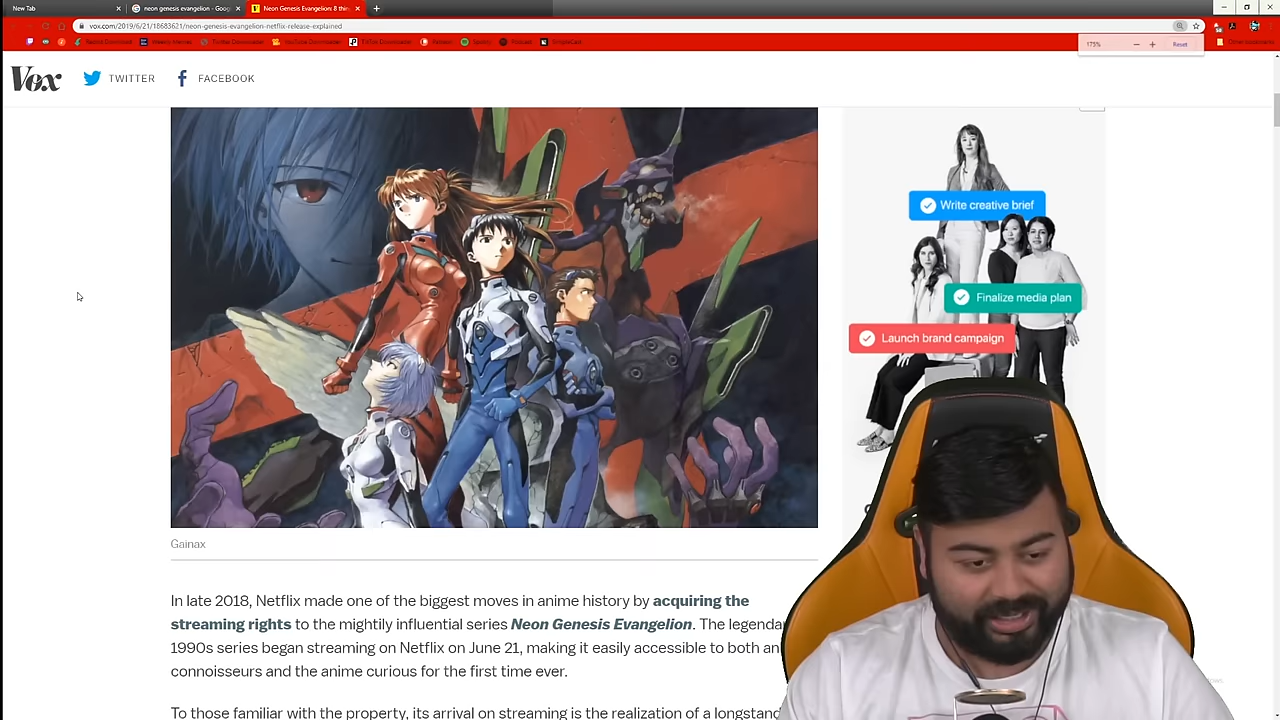 New Tab
neon genesis evangelion - Goog
Neon Genesis Evangelion: 8 thin
vox.com/2019/6/21/18683621/neon-genesis-evangelion-netflix-release-explained
175%
Reset
Vox
TWITTER
FACEBOOK
Write creative brief
Finalize media plan
Launch brand campaign
Gainax
In late 2018, Netflix made one of the biggest moves in anime history by acquiring the
streaming rights to the mightily influential series Neon Genesis Evangelion. The legenda
1990s series began streaming on Netflix on June 21, making it easily accessible to both an
connoisseurs and the anime curious for the first time ever.
To those familiar with the property, its arrival on streaming is the realization of a longstand